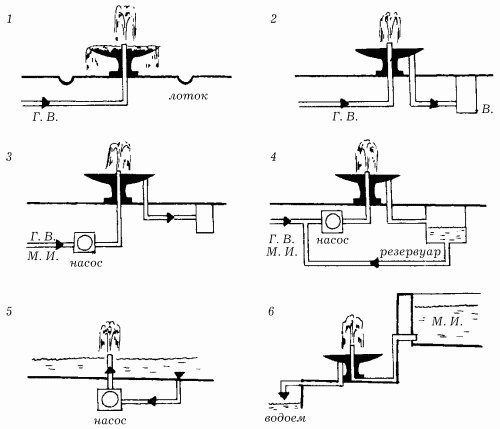 1
лоток
Г. В.
2
Г. В.
В.
3
Г. В.
М. И.
насос
4
Г. В.
М. И.
насос
резервуар
5
насос
6
М. И.
водоем